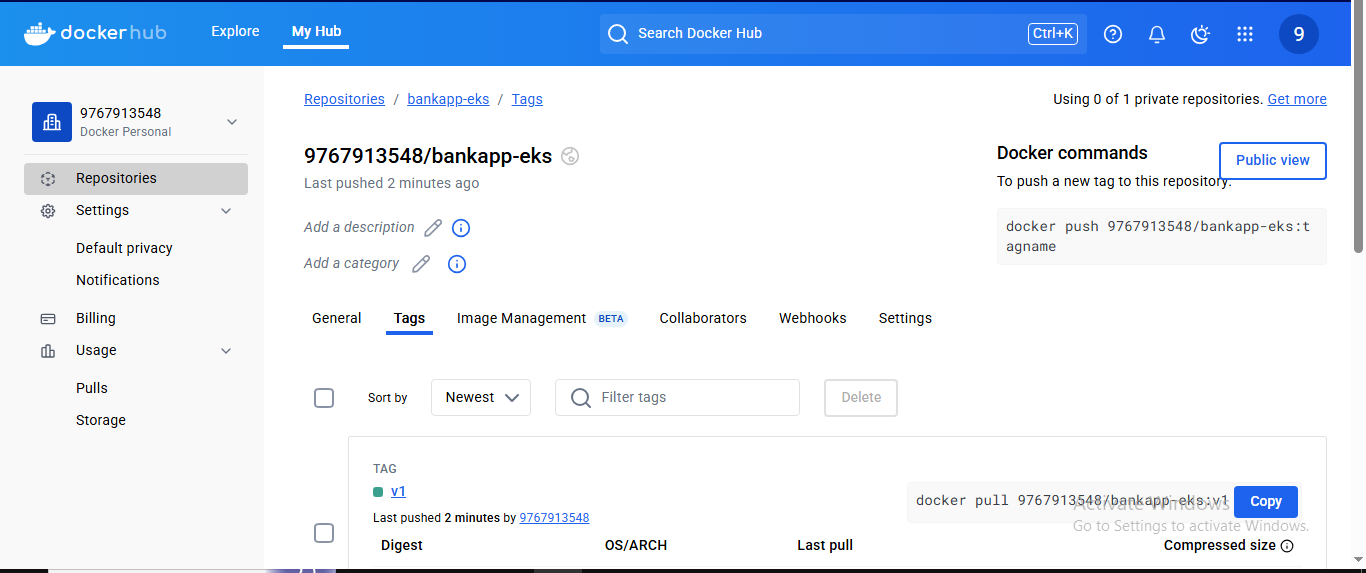 dockerhub
Explore
My Hub
Search Docker Hub
Ctrl+K
9
9767913548
Docker Personal
Repositories
Settings
Default privacy
Notifications
Billing
Usage
Pulls
Storage
Repositories / bankapp-eks / Tags
Using 0 of 1 private repositories. Get more
9767913548/bankapp-eks
Last pushed 2 minutes ago
Add a description
Add a category
Docker commands
Public view
To push a new tag to this repository:
docker push 9767913548/bankapp-eks:t
agname
General
Tags
Image Management BETA
Collaborators
Webhooks
Settings
Sort by
Newest
Filter tags
Delete
TAG
v1
Last pushed 2 minutes by 9767913548
docker pull 9767913548/bankapp-eks:v1
Copy
Activate Windows
Go to Settings to activate Windows.
Digest
OS/ARCH
Last pull
Compressed size